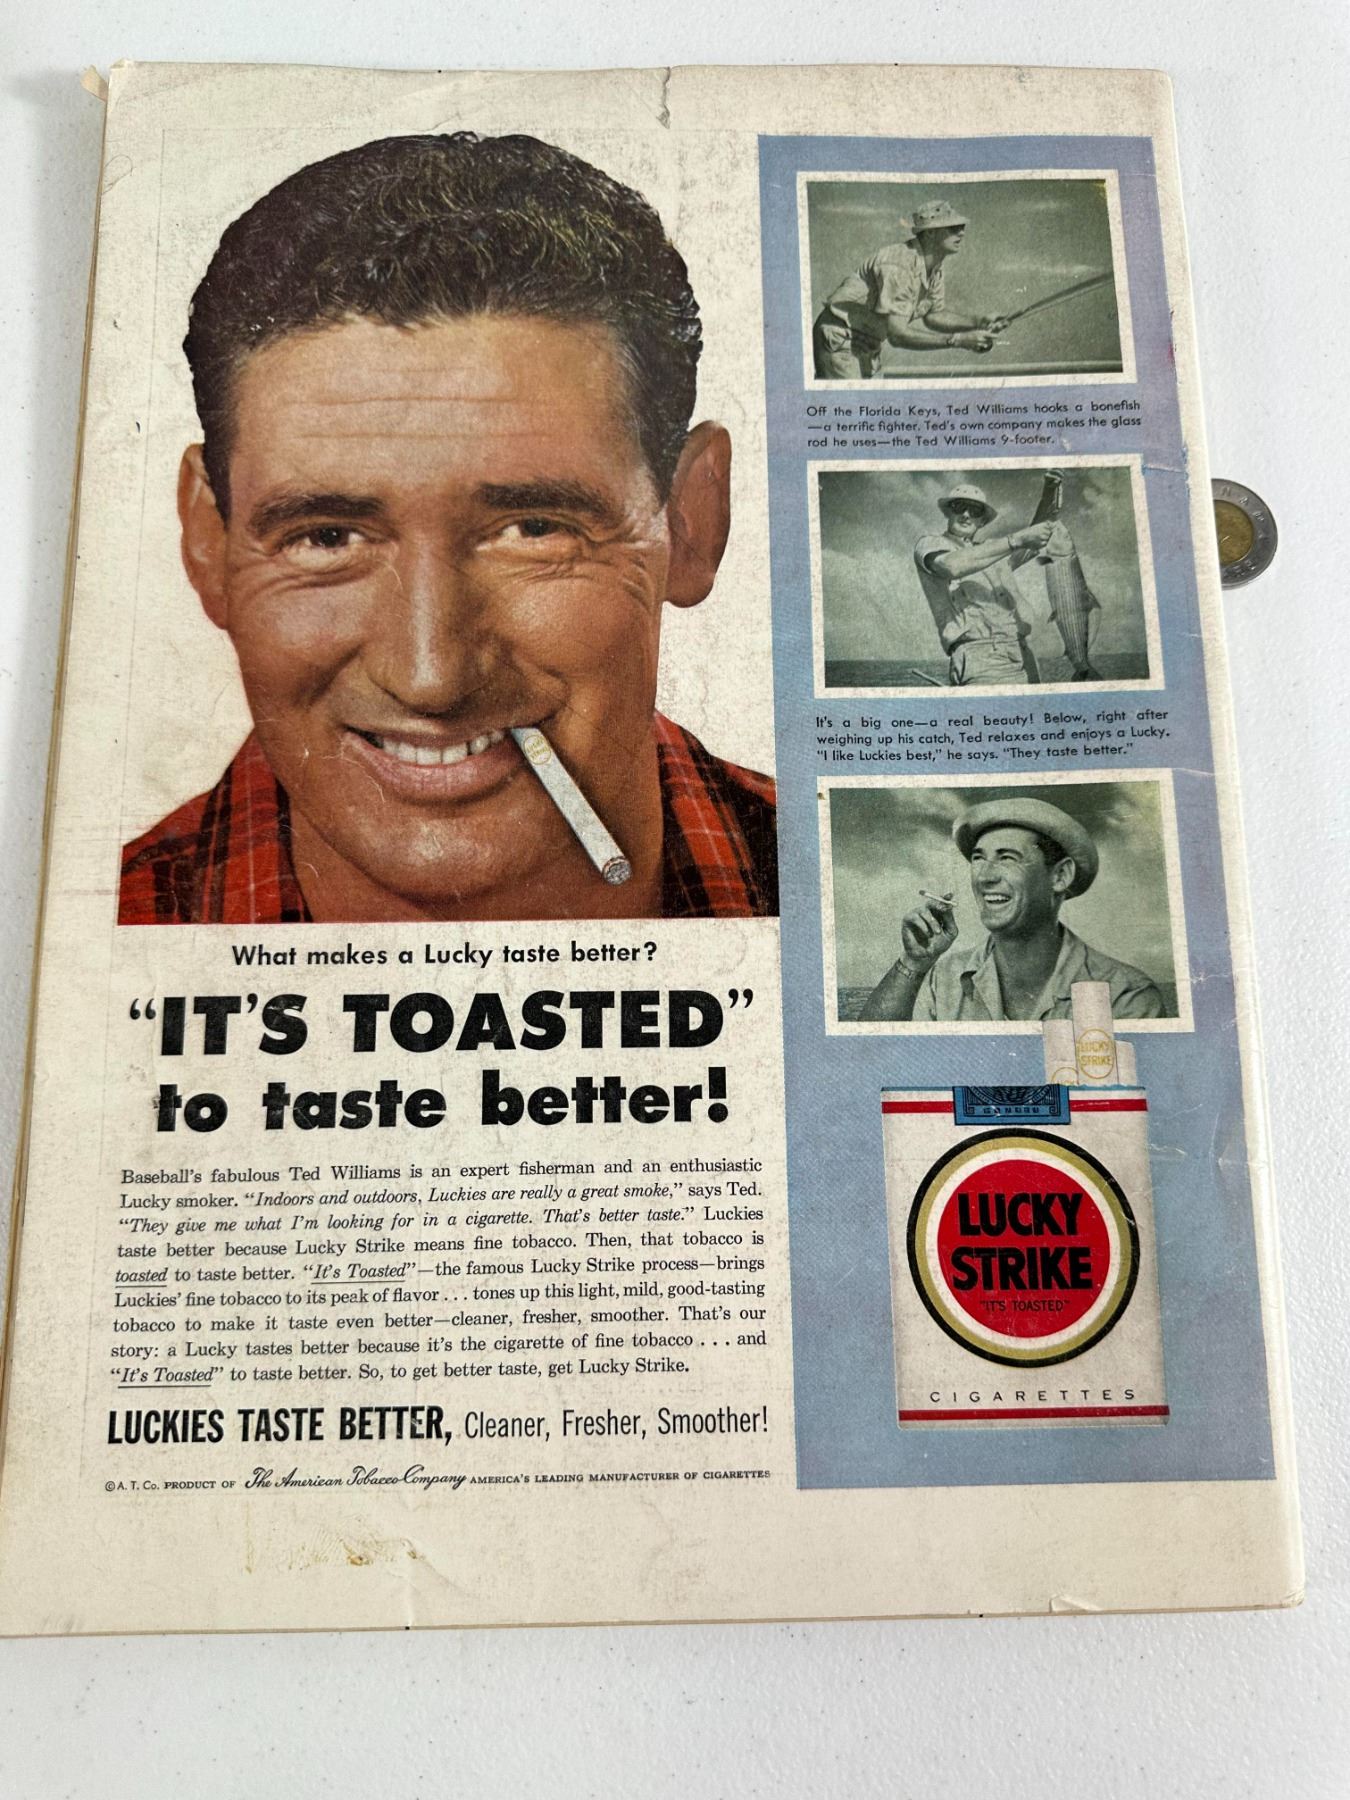 What makes a Lucky taste better?
“IT’S TOASTED”
to taste better!
Baseball’s fabulous Ted Williams is an expert fisherman and an enthusiastic
Lucky smoker. “Indoors and outdoors, Luckies are really a great smoke,” says Ted.
“They give me what I’m looking for in a cigarette. That’s better taste.” Luckies
taste better because Lucky Strike means fine tobacco. Then, that tobacco is
toasted to taste better. “It’s Toasted”—the famous Lucky Strike process—brings
Luckies’ fine tobacco to its peak of flavor . . . tones up this light, mild, good-tasting
tobacco to make it taste even better—cleaner, fresher, smoother. That’s our
story: a Lucky tastes better because it’s the cigarette of fine tobacco . . . and
“It’s Toasted” to taste better. So, to get better taste, get Lucky Strike.
LUCKIES TASTE BETTER, Cleaner, Fresher, Smoother!
©A. T. Co. PRODUCT OF The American Tobacco Company AMERICA’S LEADING MANUFACTURER OF CIGARETTES
Off the Florida Keys, Ted Williams hooks a bonefish
—a terrific fighter. Ted’s own company makes the glass
rod he uses—the Ted Williams 9-footer.
It’s a big one—a real beauty! Below, right after
weighing up his catch, Ted relaxes and enjoys a Lucky.
“I like Luckies best,” he says. “They taste better.”
LUCKY
STRIKE
LUCKY
STRIKE
“IT’S TOASTED”
CIGARETTES